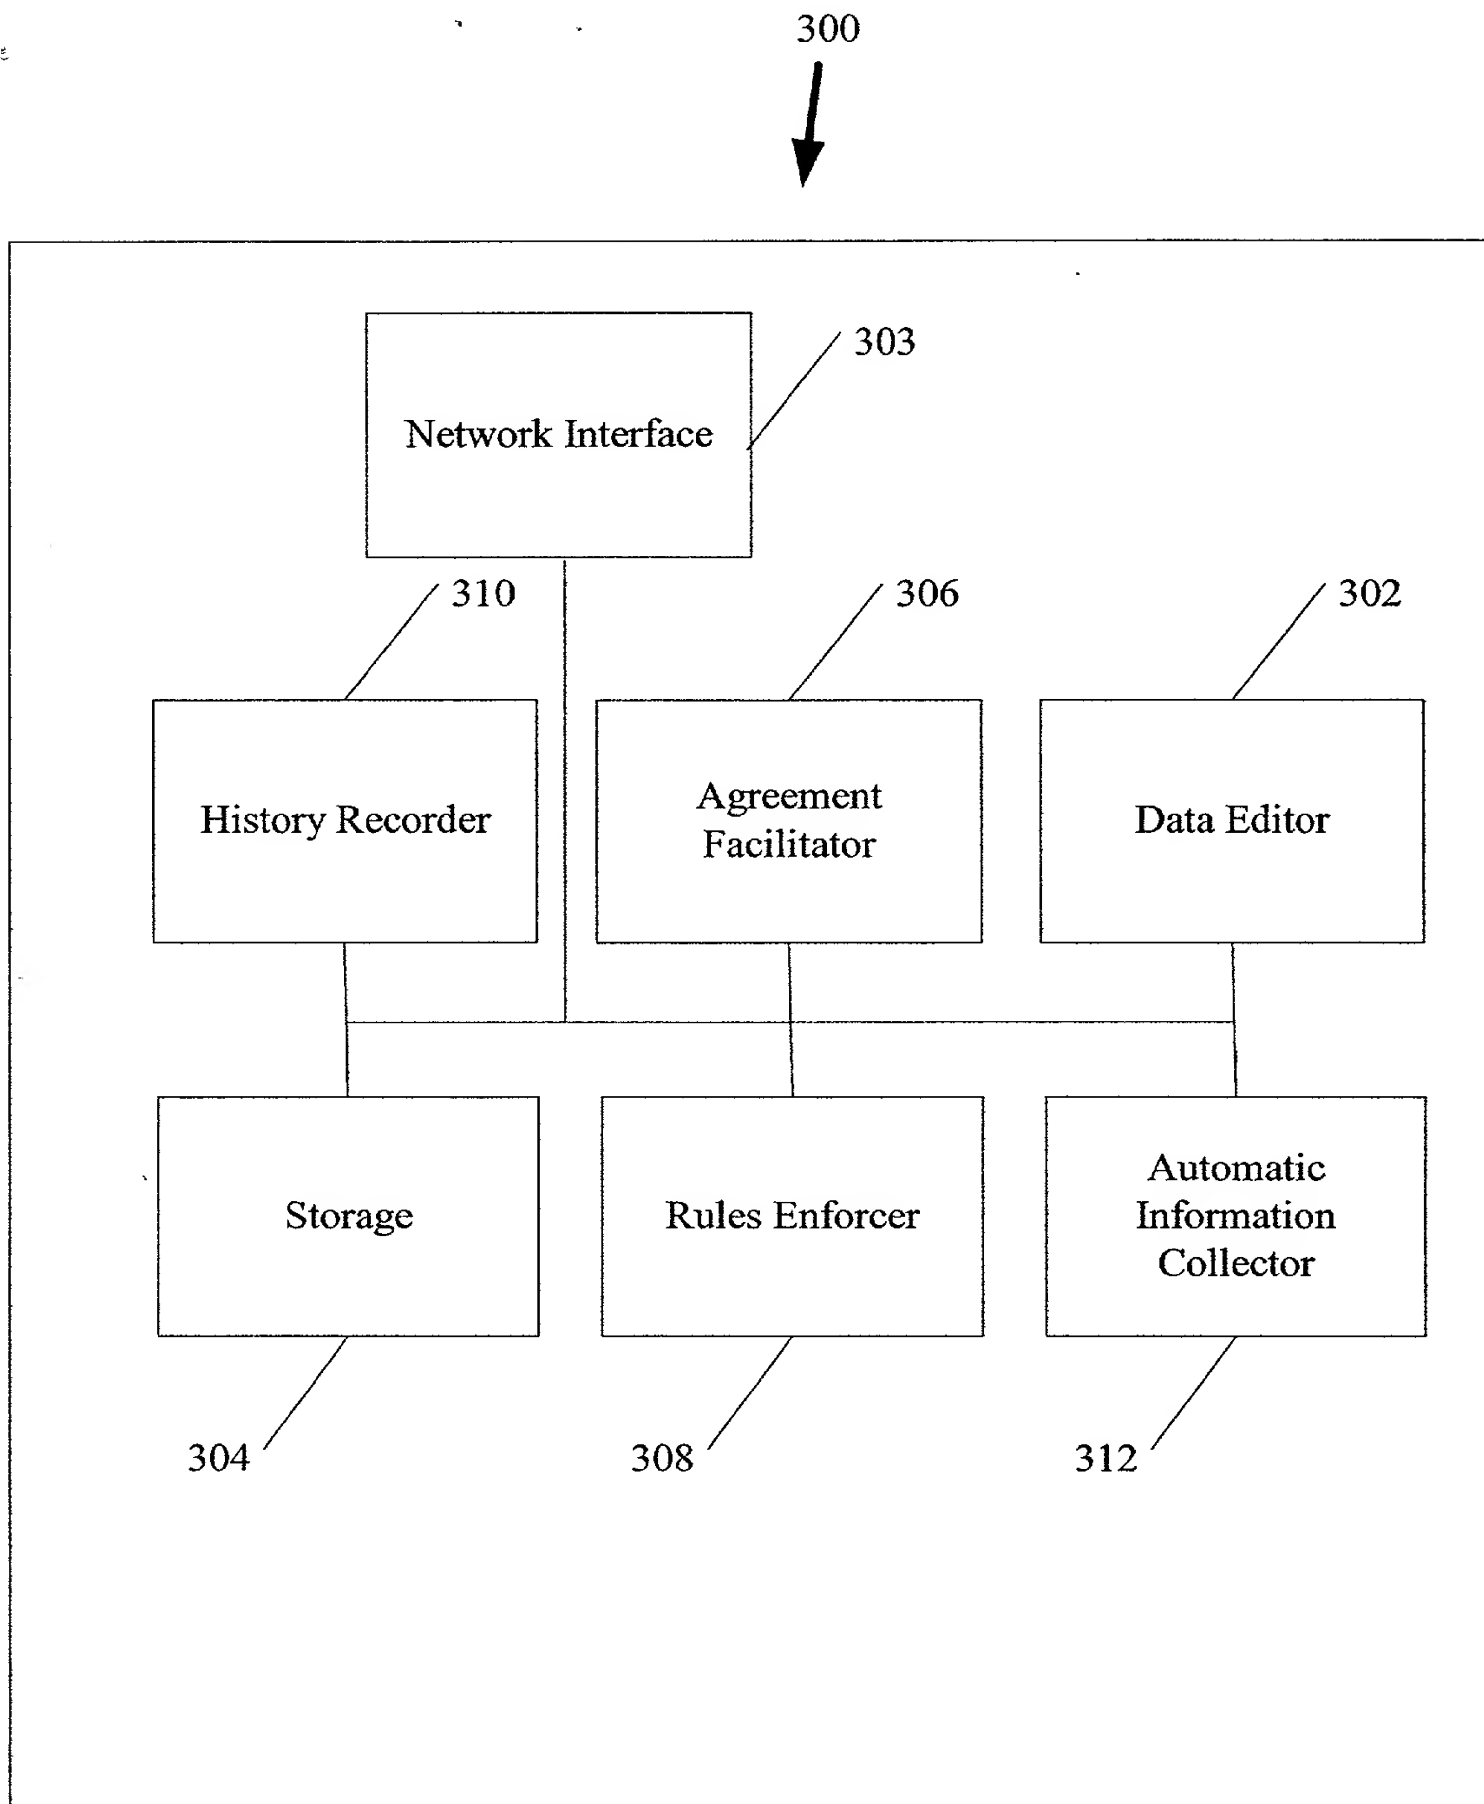 300
303
Network Interface
310
306
302
History Recorder
Agreement
Facilitator
Data Editor
Storage
Rules Enforcer
Automatic
Information
Collector
304
308
312